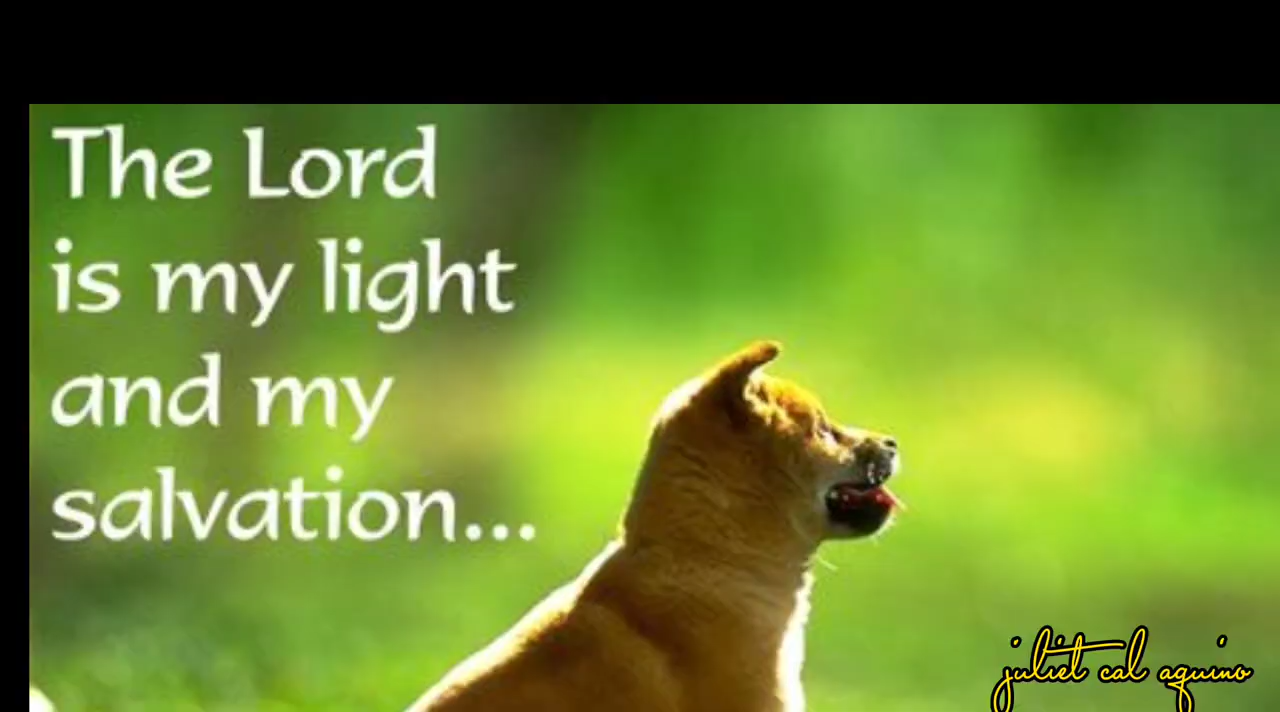 The Lord
is my light
and my
salvation...
juliet cal aquino